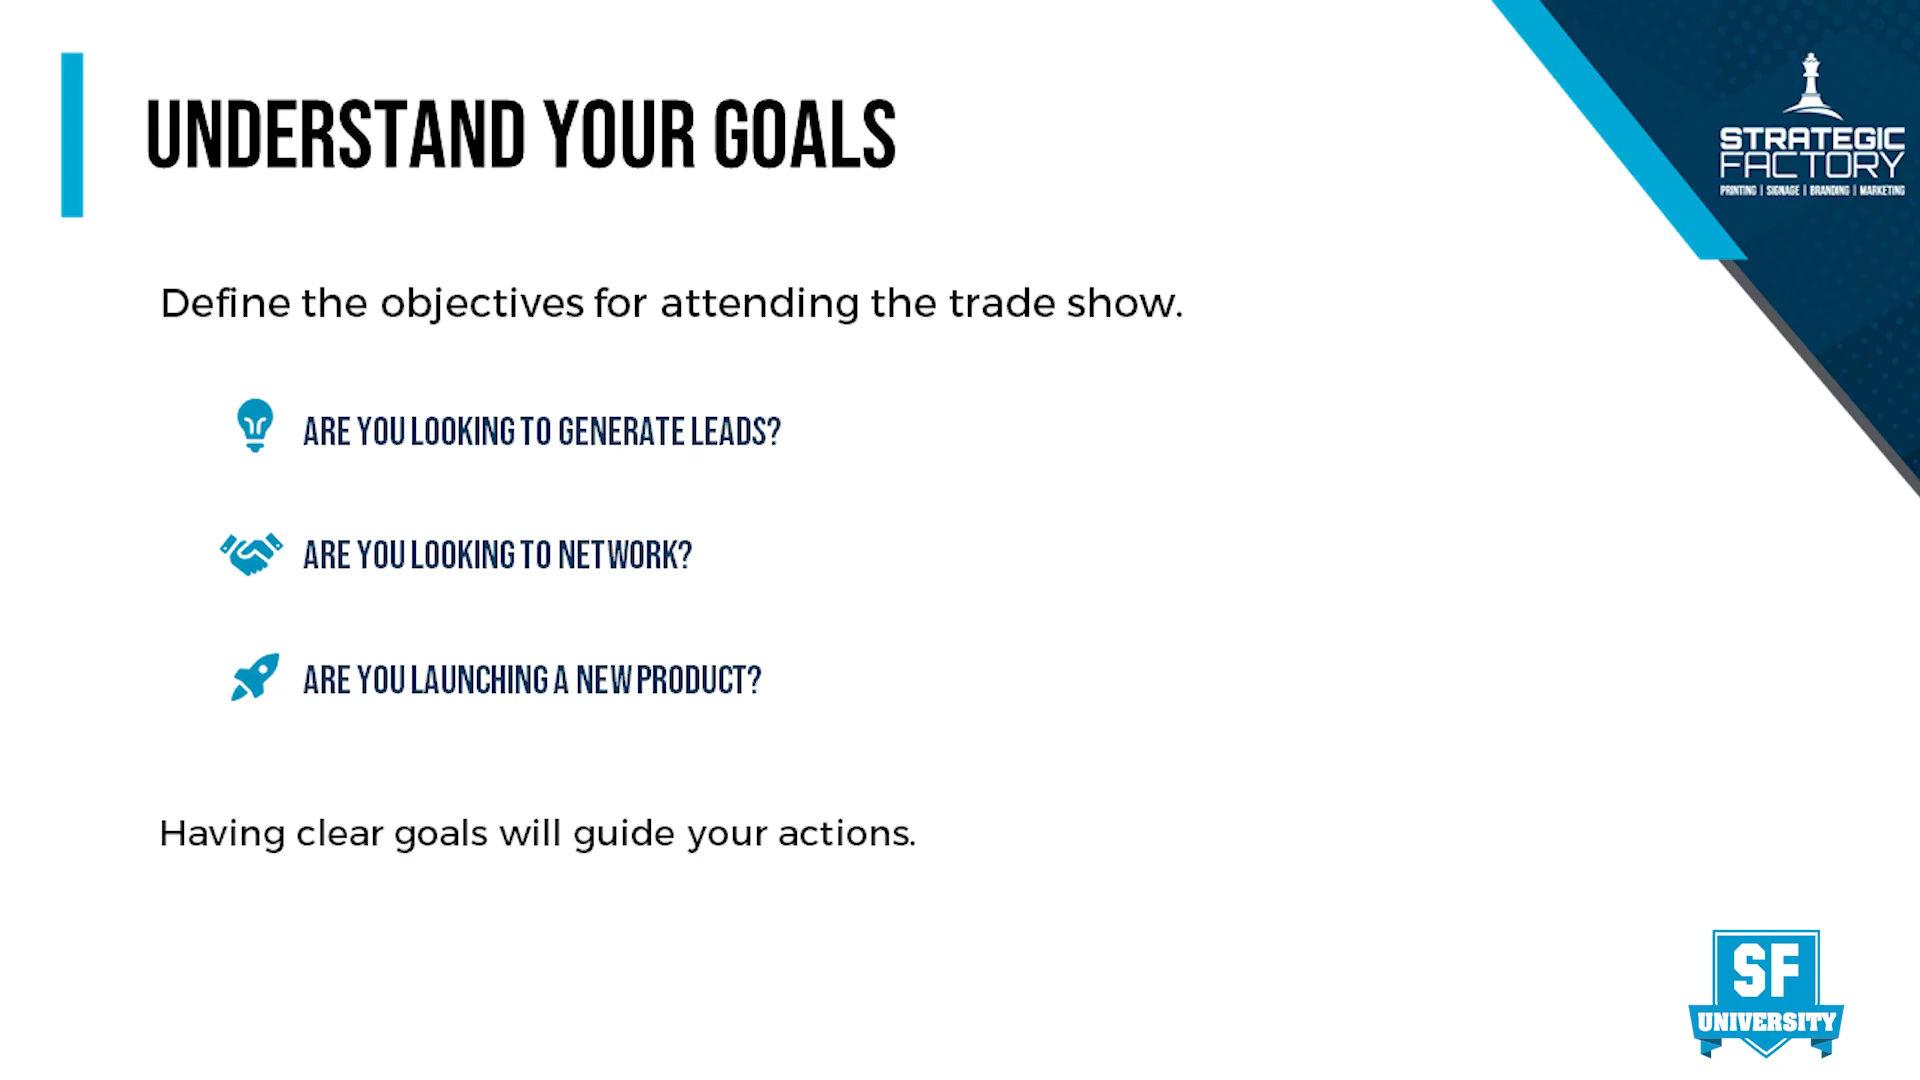 UNDERSTAND YOUR GOALS
STRATEGIC
FACTORY
PRINTING | SIGNAGE | BRANDING | MARKETING
Define the objectives for attending the trade show.
ARE YOU LOOKING TO GENERATE LEADS?
ARE YOU LOOKING TO NETWORK?
ARE YOU LAUNCHING A NEW PRODUCT?
Having clear goals will guide your actions.
SF
UNIVERSITY